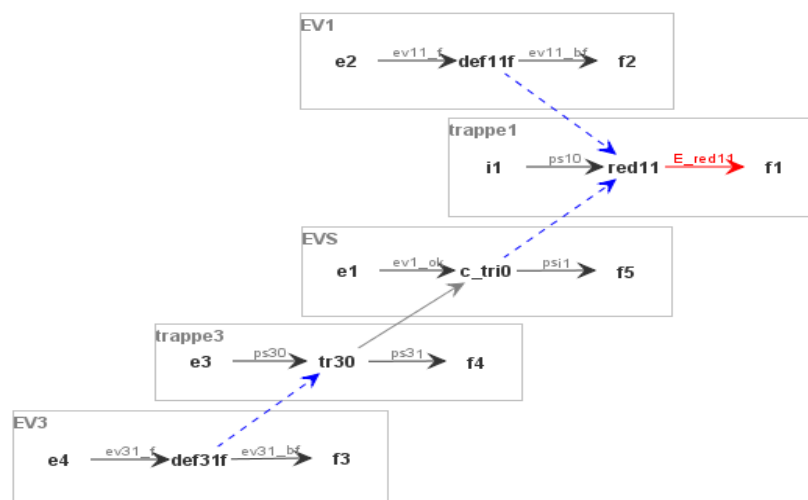 EV1
e2 ev11_f def11f ev11_bf f2
trappe1
i1 ps10 red11 E_red11 f1
EVS
e1 ev1_ok c_tri0 psi1 f5
trappe3
e3 ps30 tr30 ps31 f4
EV3
e4 ev31_f def31f ev31_bf f3